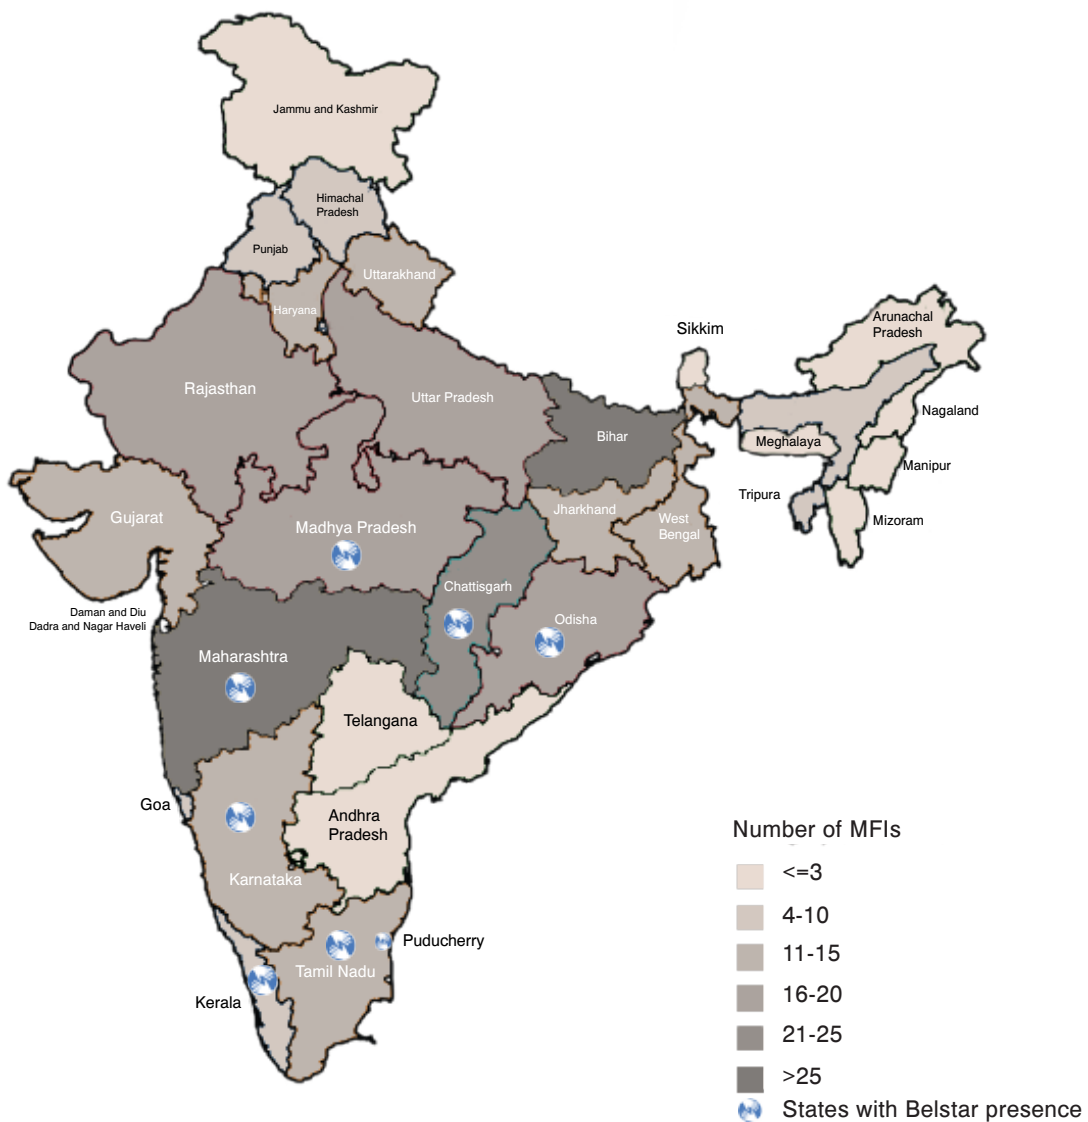 Jammu and Kashmir
Himachal
Pradesh
Punjab
Uttarakhand
Haryana
Sikkim
Arunachal
Pradesh
Rajasthan
Uttar Pradesh
Nagaland
Bihar
Meghalaya
Manipur
Tripura
Mizoram
Gujarat
Madhya Pradesh
Jharkhand
West
Bengal
Chattisgarh
Daman and Diu
Dadra and Nagar Haveli
Odisha
Maharashtra
Telangana
Goa
Andhra
Pradesh
Karnataka
Puducherry
Tamil Nadu
Kerala
Number of MFIs
<=3
4-10
11-15
16-20
21-25
>25
States with Belstar presence